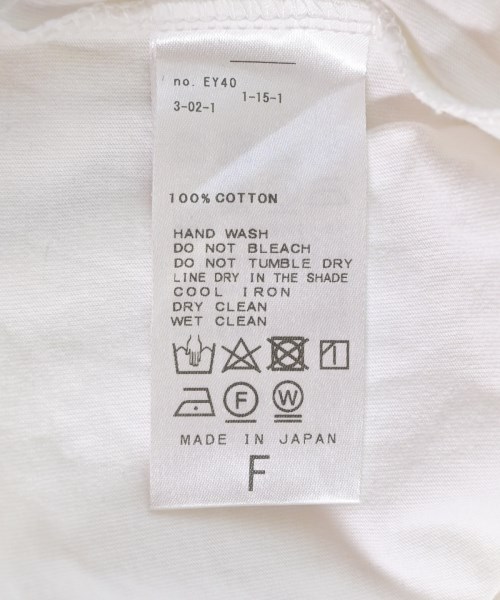 no. EY40
3-02-1 1-15-1
100% COTTON
HAND WASH
DO NOT BLEACH
DO NOT TUMBLE DRY
LINE DRY IN THE SHADE
COOL IRON
DRY CLEAN
WET CLEAN
F W
MADE IN JAPAN
F